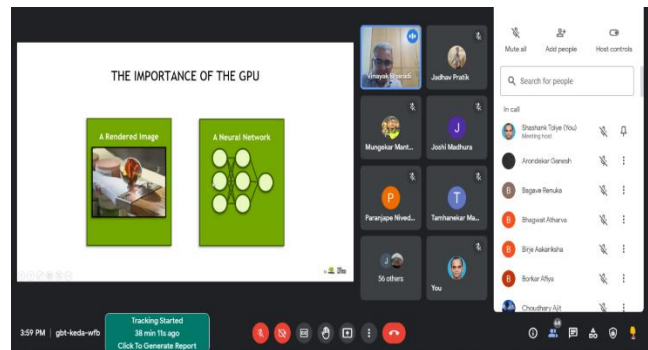 THE IMPORTANCE OF THE GPU
A Rendered Image
A Neural Network
Jadhav Pratik
Mungekar Mant...
J
Joshi Madhura
P
Paranjape Nived...
T
Tamhanekar Ma...
J
56 others
You
Mute all
Add people
Host controls
Search for people
In call
Shashank Tolye (You)
Meeting host
Arondekar Ganesh
B
Bagave Renuka
B
Bhagwat Atharva
B
Birje Aakanksha
B
Borkar Afiya
Choudhery Ajit
3:59 PM | gbt-keda-wfb
Tracking Started
38 min 11s ago
Click To Generate Report